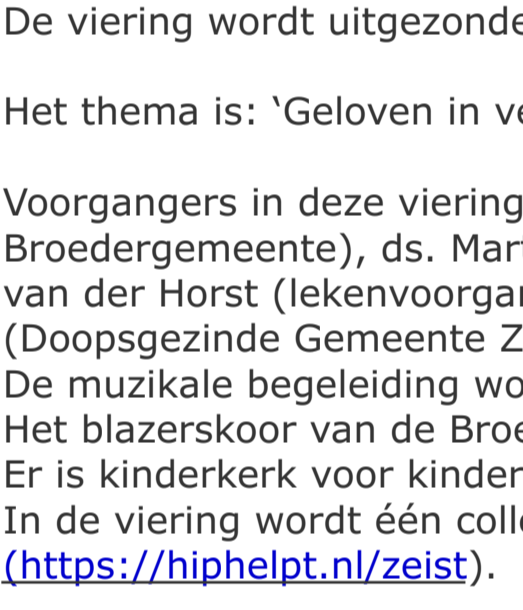 De viering wordt uitgezonde
Het thema is: ‘Geloven in ve
Voorgangers in deze viering
Broedergemeente), ds. Mar
van der Horst (lekenvoorgan
(Doopsgezinde Gemeente Z
De muzikale begeleiding wo
Het blazerskoor van de Broe
Er is kinderkerk voor kinder
In de viering wordt één colle
(https://hiphelpt.nl/zeist).